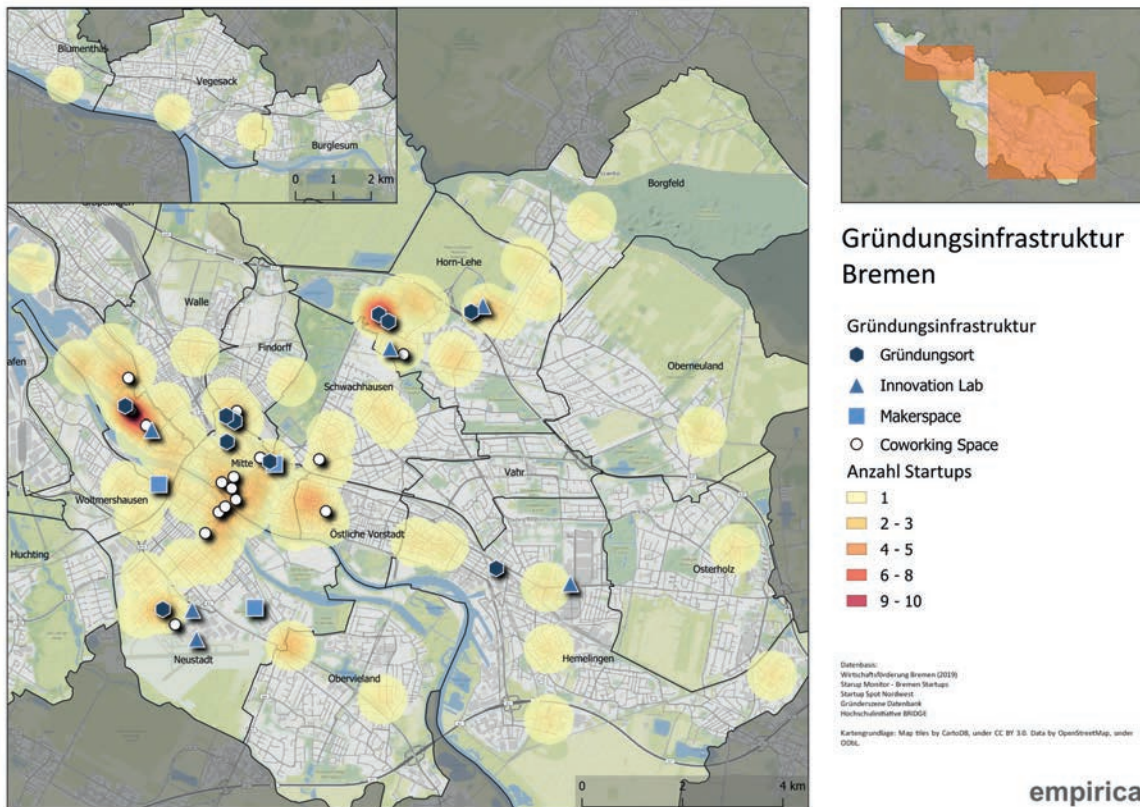 Blumenthal
Vegesack
Burglesum
0 1 2 km
Borgfeld
Gröpelingen
Horn-Lehe
Walle
Findorff
Oberneuland
Schwachhausen
Mitte
Vahr
Woltmershausen
Östliche Vorstadt
Huchting
Osterholz
Neustadt
Hemelingen
Obervieland
0 2 4 km
Gründungsinfrastruktur
Bremen
Gründungsinfrastruktur
Gründungsort
Innovation Lab
Makerspace
Coworking Space
Anzahl Startups
1
2 - 3
4 - 5
6 - 8
9 - 10
Datenbasis:
Wirtschaftsförderung Bremen (2019)
Starup Monitor - Bremen Startups
Startup Spot Nordwest
Gründerszene Datenbank
Hochschulinitiative BRIDGE
Kartengrundlage: Map tiles by CartoDB, under CC BY 3.0. Data by OpenStreetMap, under
ODbL.
empirica